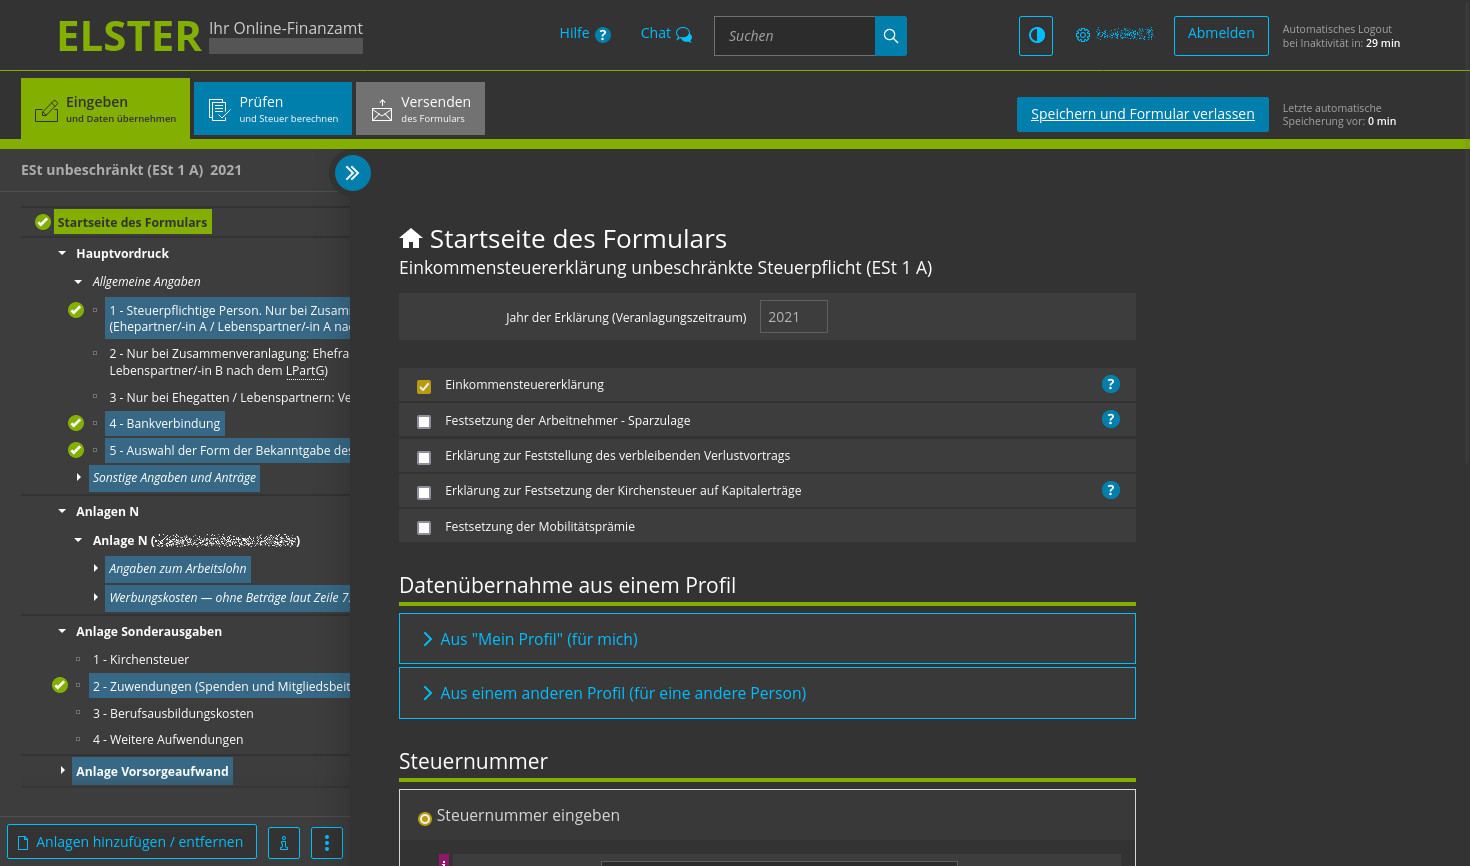 ELSTER Ihr Online-Finanzamt
Hilfe ?
Chat
Suchen
Abmelden
Automatisches Logout
bei Inaktivität in: 29 min
Eingeben
und Daten übernehmen
Prüfen
und Steuer berechnen
Versenden
des Formulars
Speichern und Formular verlassen
Letzte automatische
Speicherung vor: 0 min
ESt unbeschränkt (ESt 1 A) 2021
Startseite des Formulars
Hauptvordruck
Allgemeine Angaben
1 - Steuerpflichtige Person. Nur bei Zusam
(Ehepartner/-in A / Lebenspartner/-in A na
2 - Nur bei Zusammenveranlagung: Ehefra
Lebenspartner/-in B nach dem LPartG)
3 - Nur bei Ehegatten / Lebenspartnern: Ve
4 - Bankverbindung
5 - Auswahl der Form der Bekanntgabe des
Sonstige Angaben und Anträge
Anlagen N
Anlage N ( )
Angaben zum Arbeitslohn
Werbungskosten — ohne Beträge laut Zeile 7
Anlage Sonderausgaben
1 - Kirchensteuer
2 - Zuwendungen (Spenden und Mitgliedsbeit
3 - Berufsausbildungskosten
4 - Weitere Aufwendungen
Anlage Vorsorgeaufwand
Anlagen hinzufügen / entfernen
i
Startseite des Formulars
Einkommensteuererklärung unbeschränkte Steuerpflicht (ESt 1 A)
Jahr der Erklärung (Veranlagungszeitraum) 2021
Einkommensteuererklärung ?
Festsetzung der Arbeitnehmer - Sparzulage ?
Erklärung zur Feststellung des verbleibenden Verlustvortrags
Erklärung zur Festsetzung der Kirchensteuer auf Kapitalerträge ?
Festsetzung der Mobilitätsprämie
Datenübernahme aus einem Profil
Aus "Mein Profil" (für mich)
Aus einem anderen Profil (für eine andere Person)
Steuernummer
Steuernummer eingeben